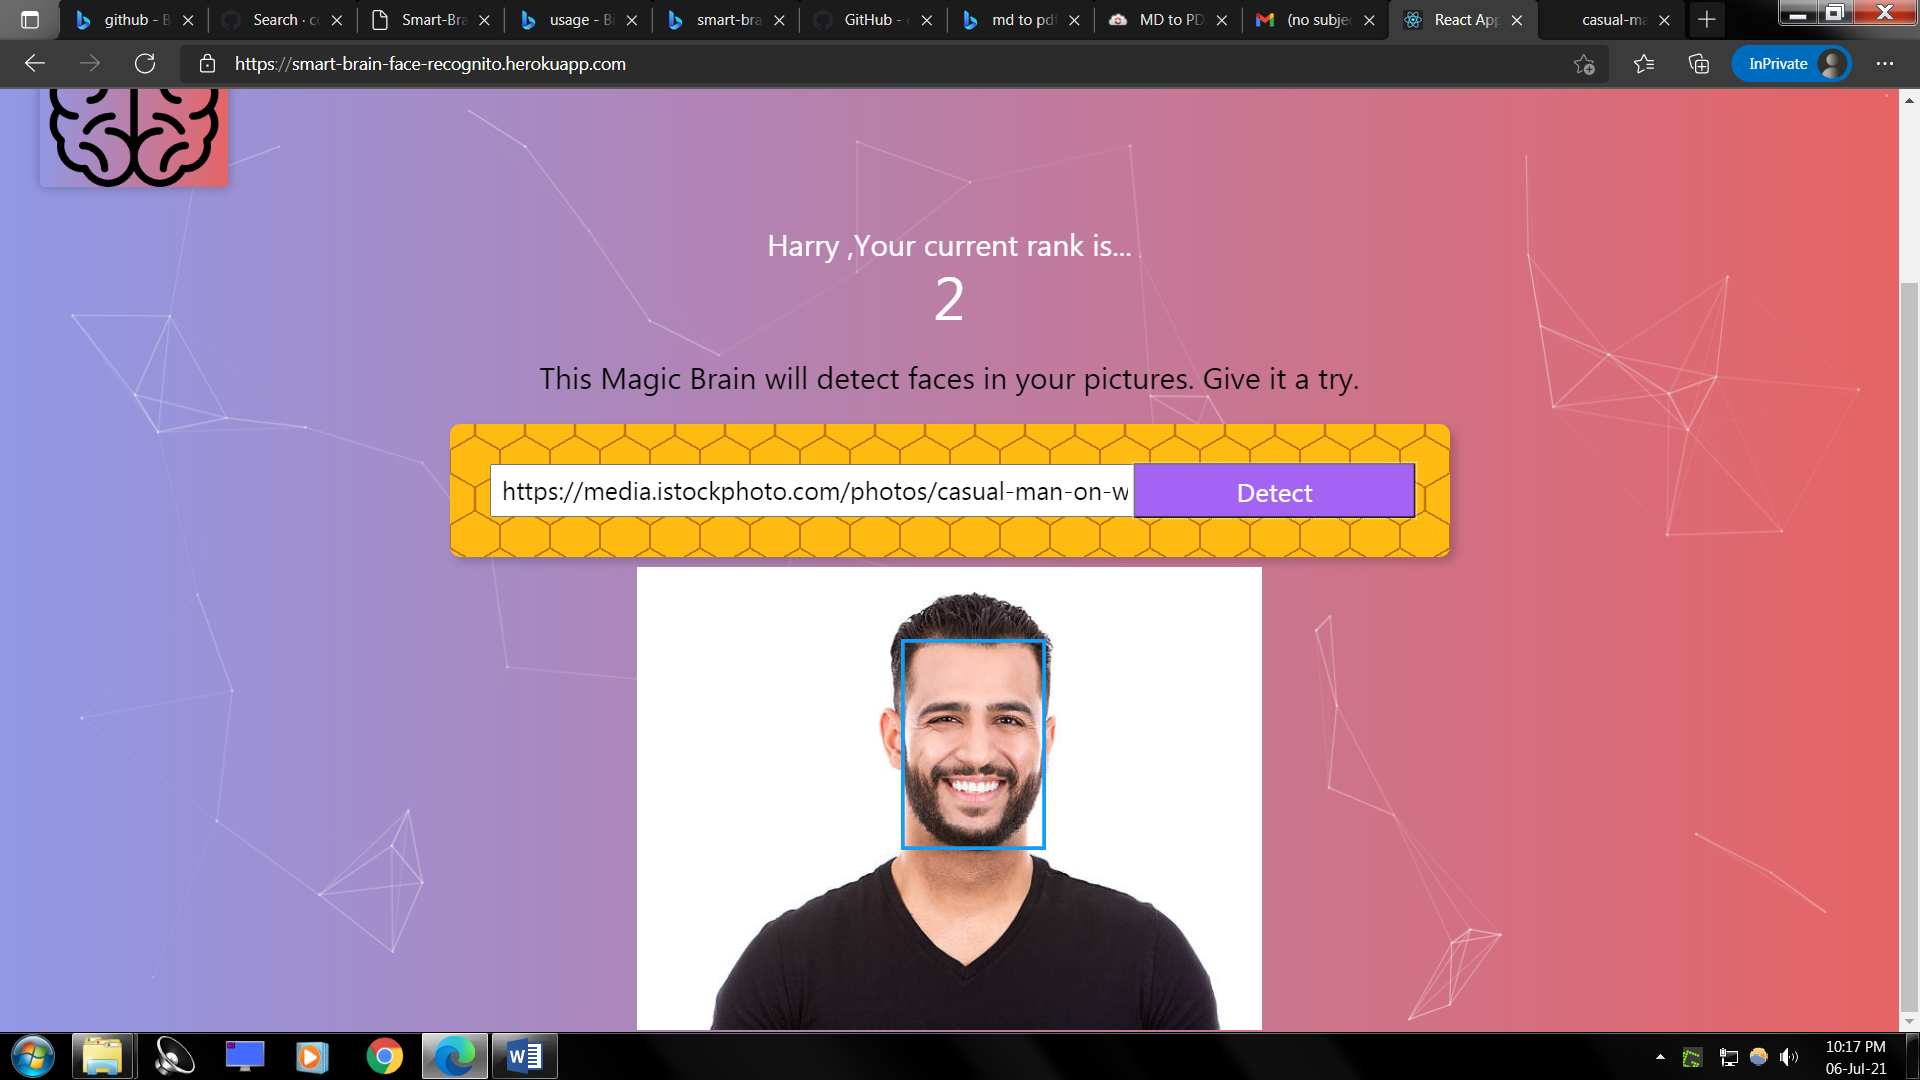 github - B
Search · c
Smart-Bra
usage - Bi
smart-bra
GitHub -
md to pdf
MD to PD
(no subje
React App
casual-ma
https://smart-brain-face-recognito.herokuapp.com
InPrivate
Harry ,Your current rank is...
2
This Magic Brain will detect faces in your pictures. Give it a try.
https://media.istockphoto.com/photos/casual-man-on-w
Detect
10:17 PM
06-Jul-21